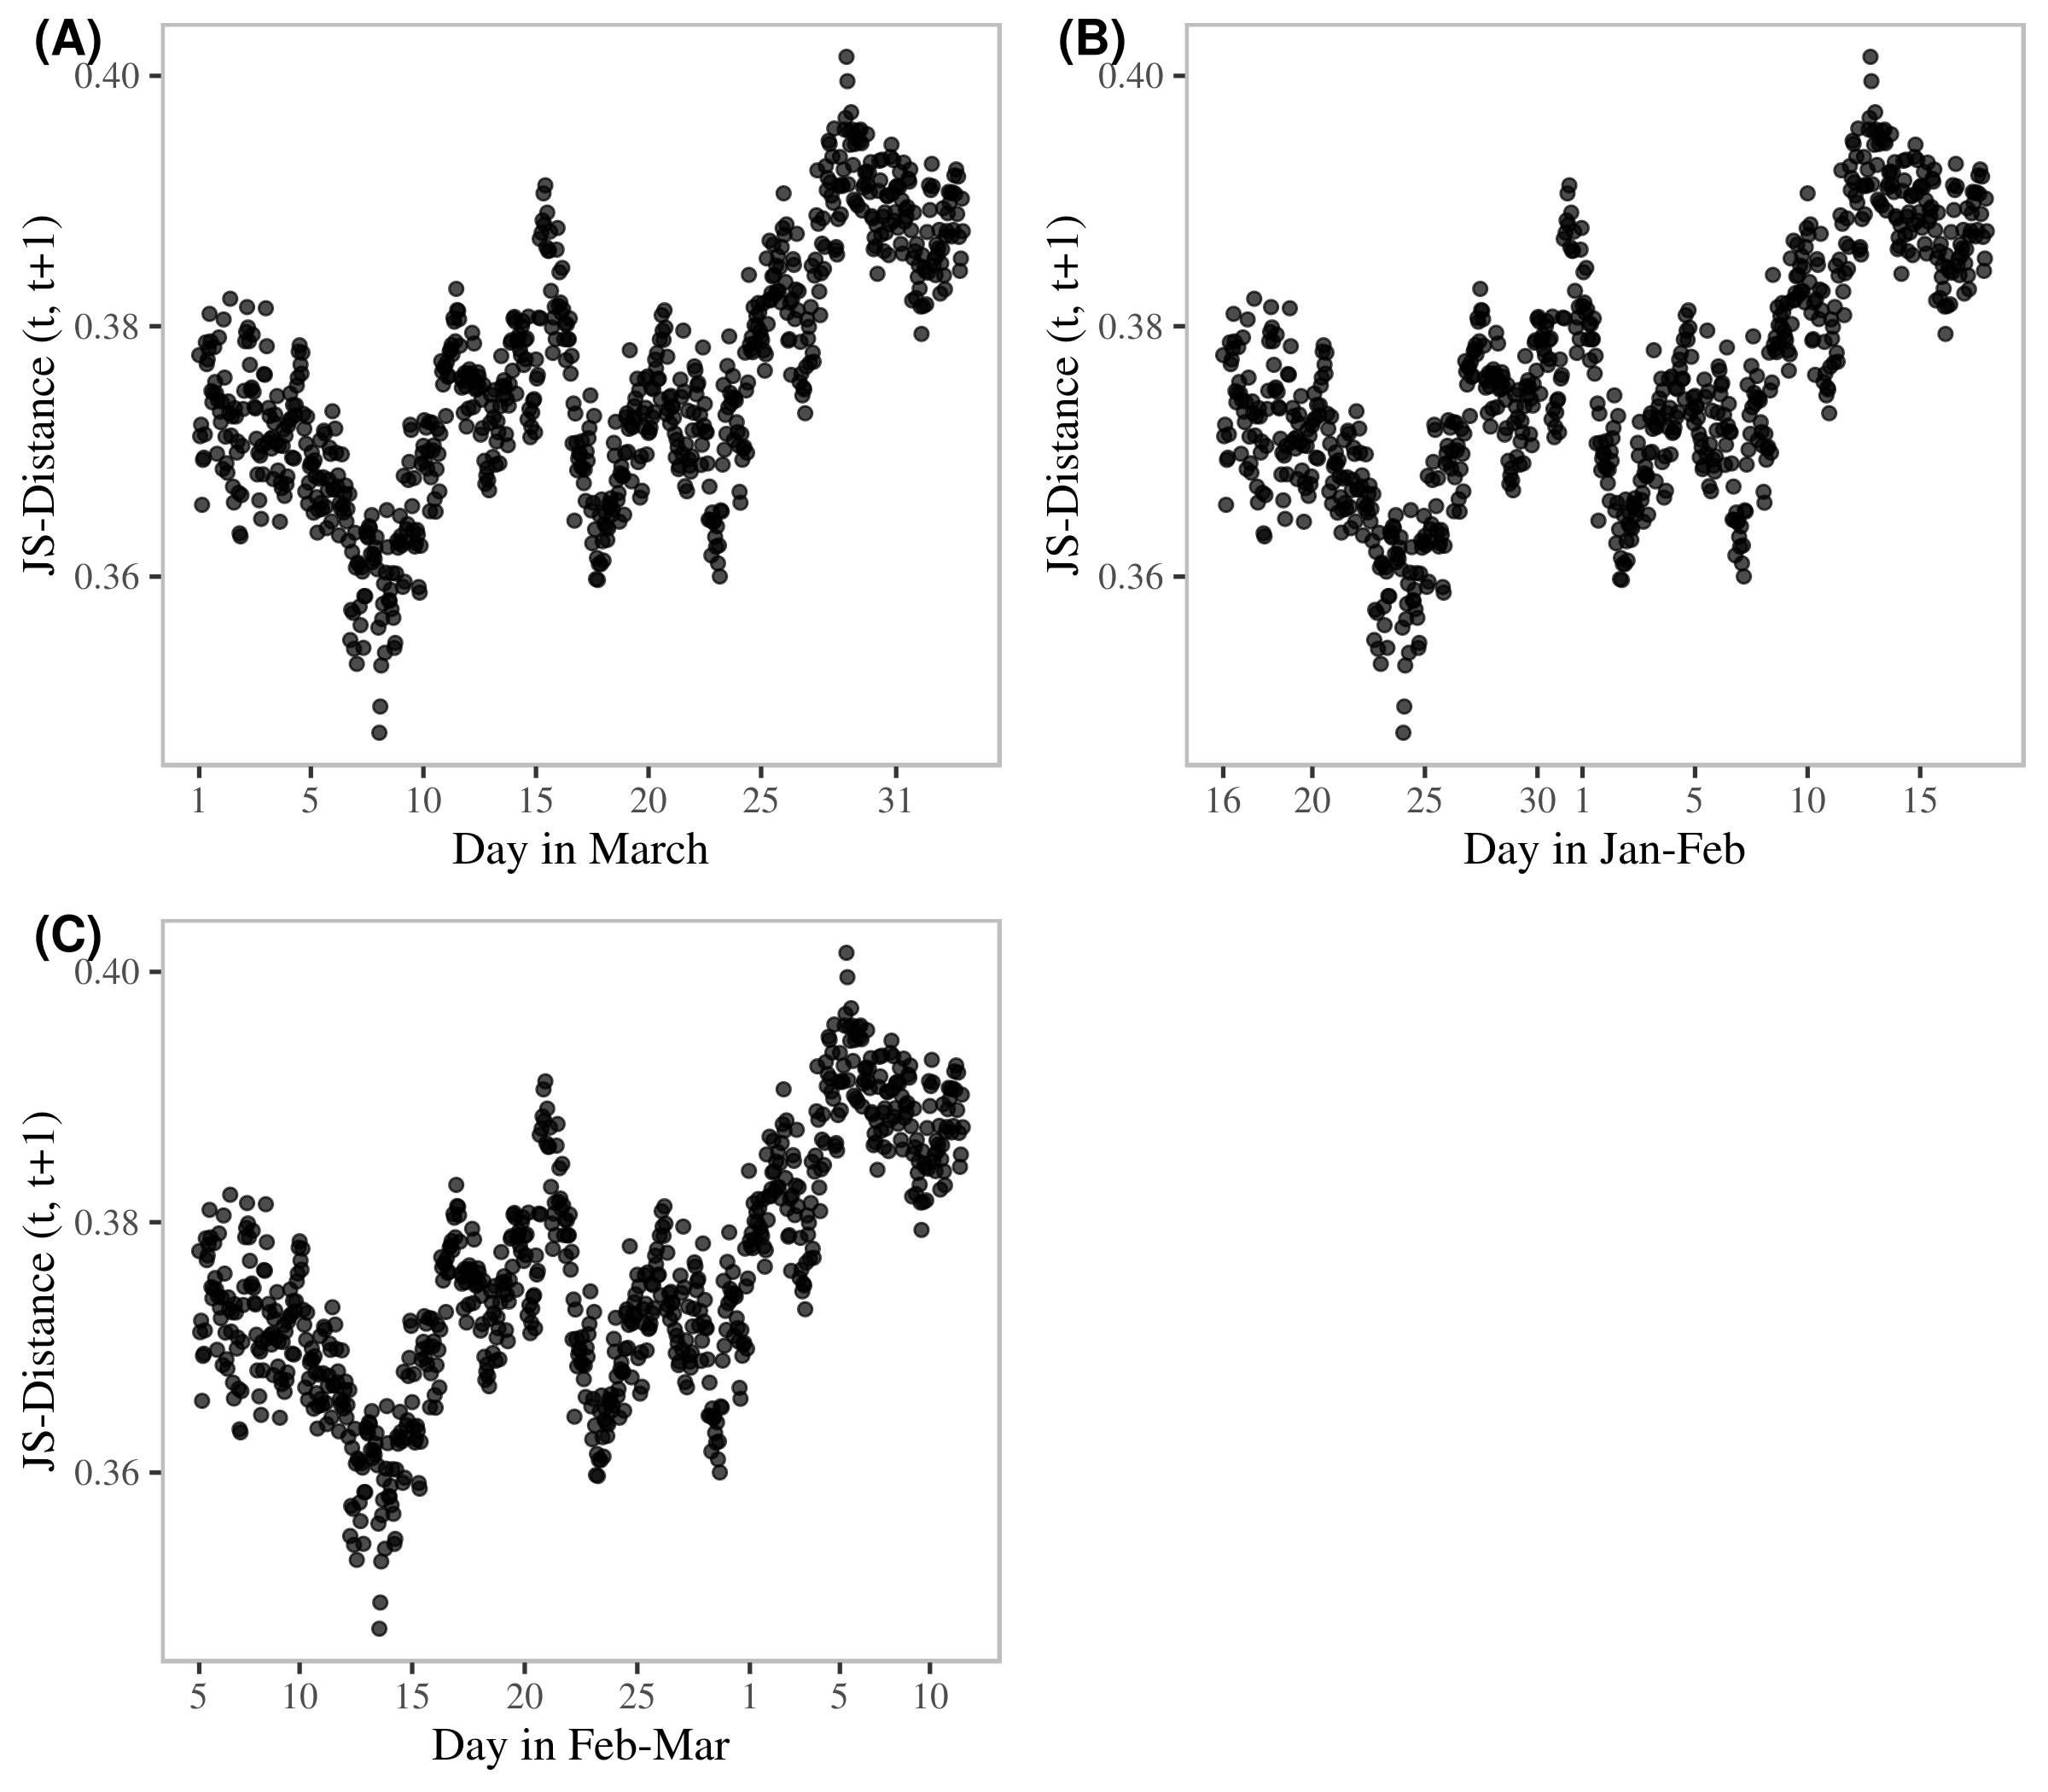 (A)
0.40
0.38
0.36
JS-Distance (t, t+1)
1 5 10 15 20 25 31
Day in March
(B)
0.40
0.38
0.36
JS-Distance (t, t+1)
16 20 25 30 1 5 10 15
Day in Jan-Feb
(C)
0.40
0.38
0.36
JS-Distance (t, t+1)
5 10 15 20 25 1 5 10
Day in Feb-Mar